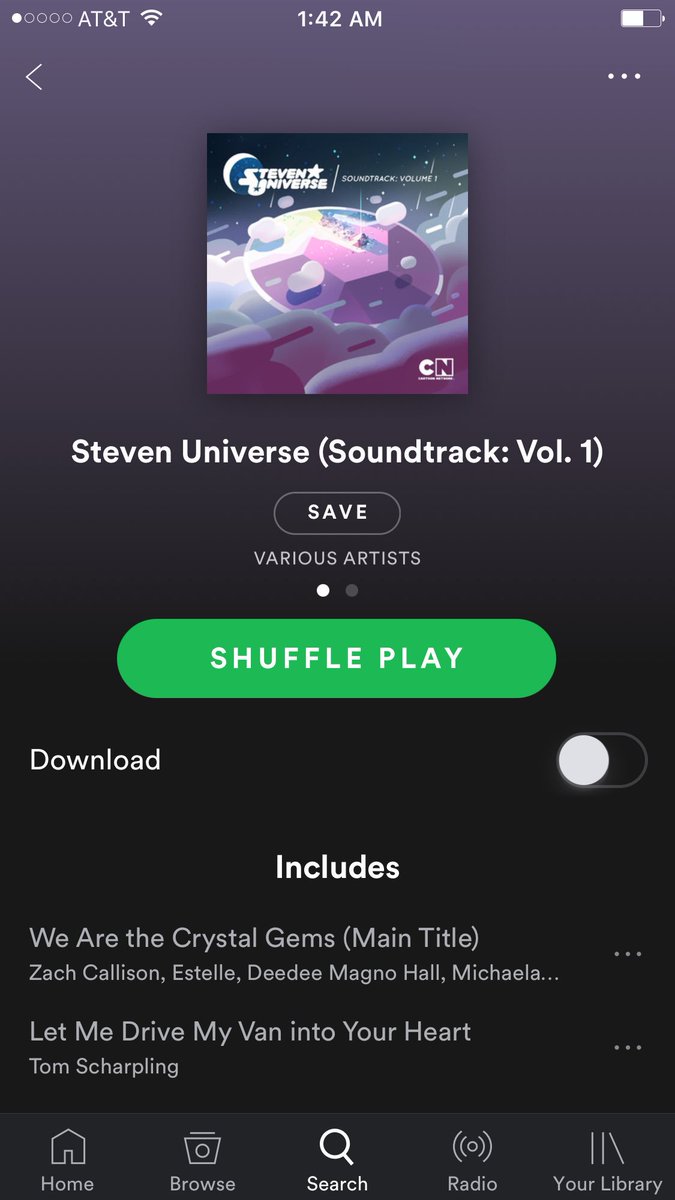 AT&T
1:42 AM
STEVEN UNIVERSE
SOUNDTRACK: VOLUME 1
CN
CARTOON NETWORK
Steven Universe (Soundtrack: Vol. 1)
SAVE
VARIOUS ARTISTS
SHUFFLE PLAY
Download
Includes
We Are the Crystal Gems (Main Title)
Zach Callison, Estelle, Deedee Magno Hall, Michaela…
Let Me Drive My Van into Your Heart
Tom Scharpling
Home Browse Search Radio Your Library